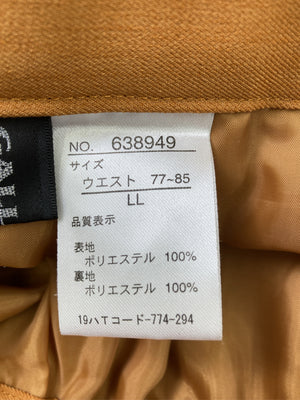 NO. 638949
サイズ
ウエスト 77~85
LL
品質表示
表地
ポリエステル 100%
裏地
ポリエステル 100%
19ハTコード-774-294